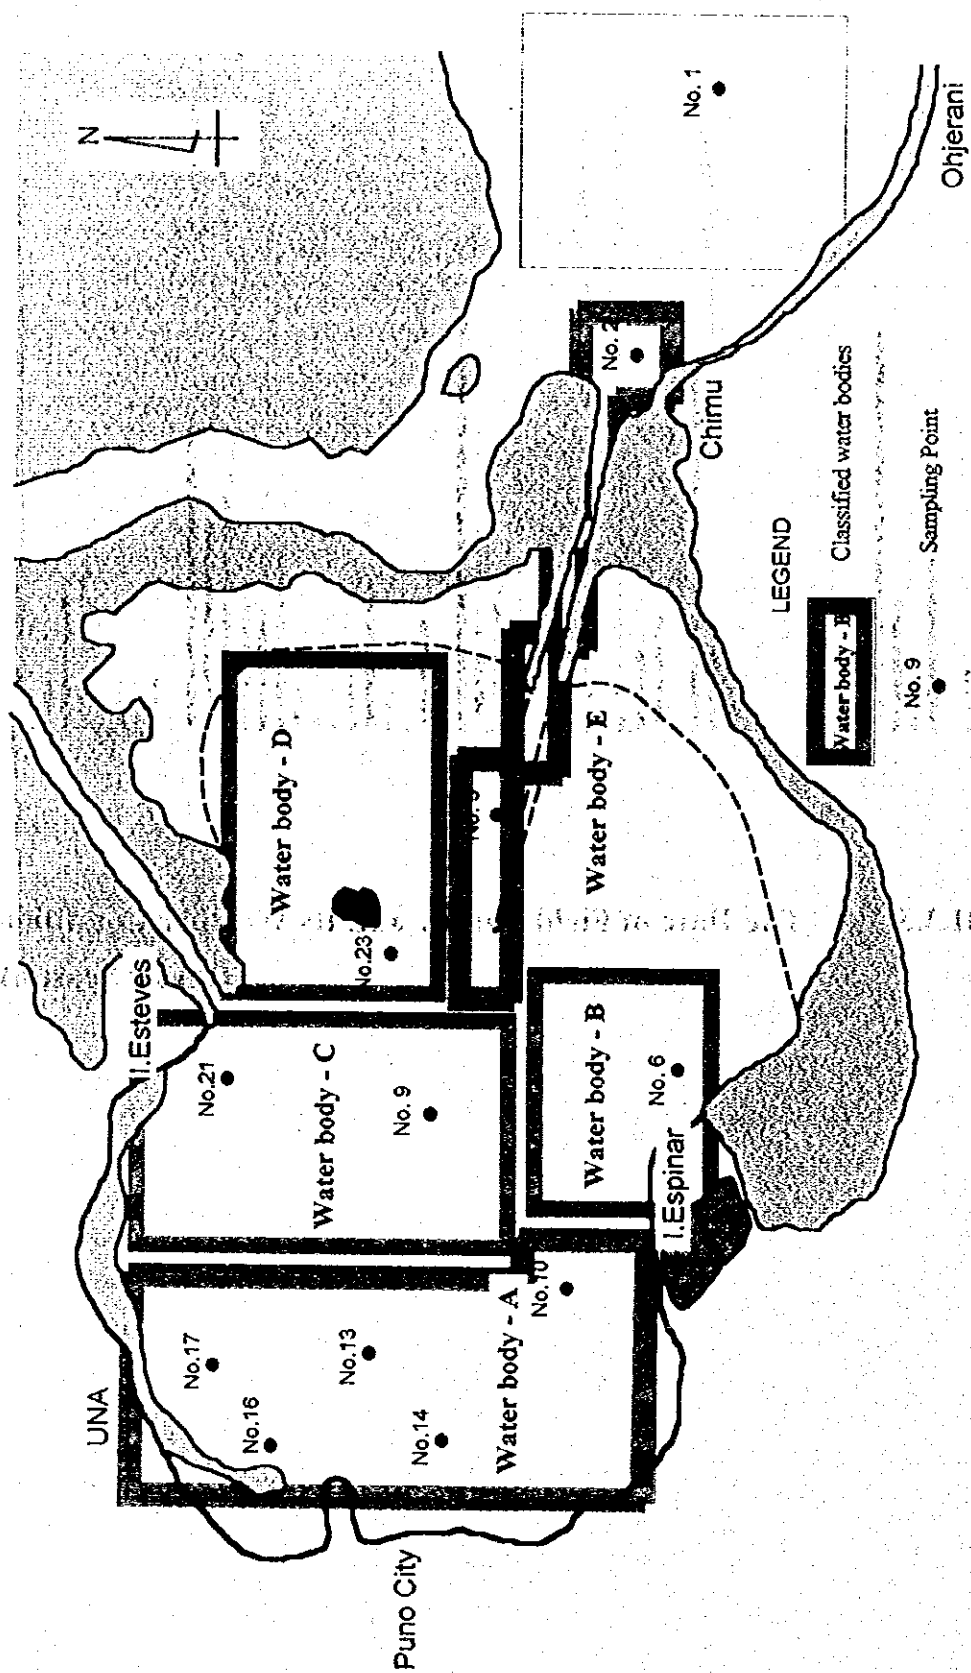 N
UNA
I.Esteves
No.17
No.21
No.16
Water body - D
Water body - C
No.13
No.23
No. 9
Puno City
No.14
Water body - A
No.10
Water body - B
Water body - E
No. 2
No. 6
I.Espinar
No. 1
Chimu
LEGEND
Water body - Classified water bodies
No. 9
Sampling Point
Ohjerani